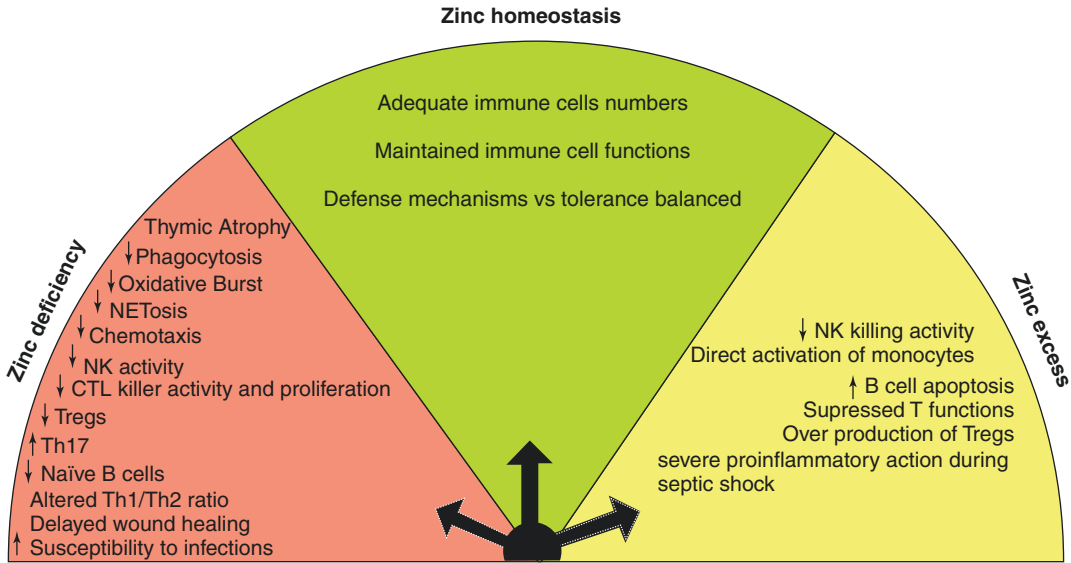 Zinc homeostasis
Adequate immune cells numbers
Maintained immune cell functions
Defense mechanisms vs tolerance balanced
Zinc deficiency
Thymic Atrophy
↓Phagocytosis
↓Oxidative Burst
↓NETosis
↓Chemotaxis
↓NK activity
↓CTL killer activity and proliferation
↓Tregs
↑Th17
↓Naïve B cells
Altered Th1/Th2 ratio
Delayed wound healing
↑Susceptibility to infections
Zinc excess
↓NK killing activity
Direct activation of monocytes
↑B cell apoptosis
Supressed T functions
Over production of Tregs
severe proinflammatory action during
septic shock